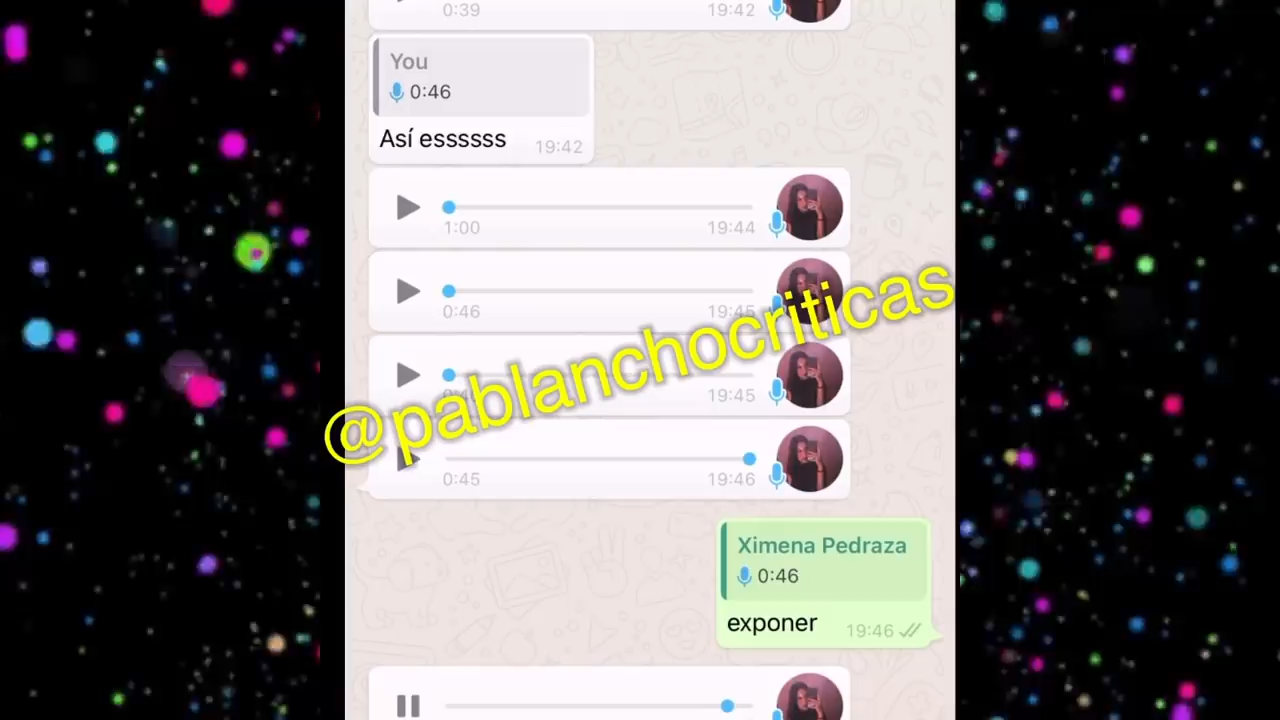 0:39 19:42
You
0:46
Así essssss 19:42
1:00 19:44
0:46 19:45
@pablanchocriticas
19:45
0:45 19:46
Ximena Pedraza
0:46
exponer 19:46